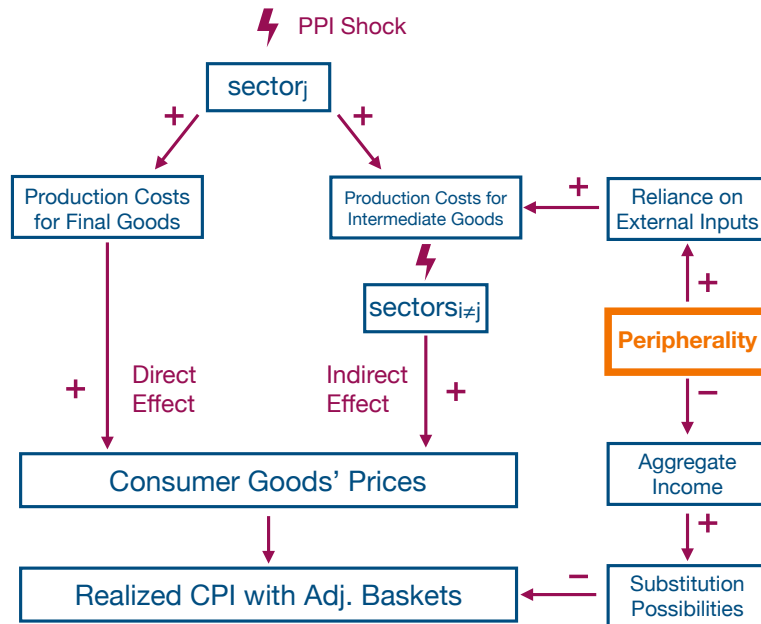 PPI Shock
sectorj
+
+
Production Costs
for Final Goods
Production Costs for
Intermediate Goods
+
Reliance on
External Inputs
+
sectorsi≠j
Peripherality
Direct
Effect
+
Indirect
Effect
+
−
Consumer Goods’ Prices
Aggregate
Income
+
Realized CPI with Adj. Baskets
−
Substitution
Possibilities